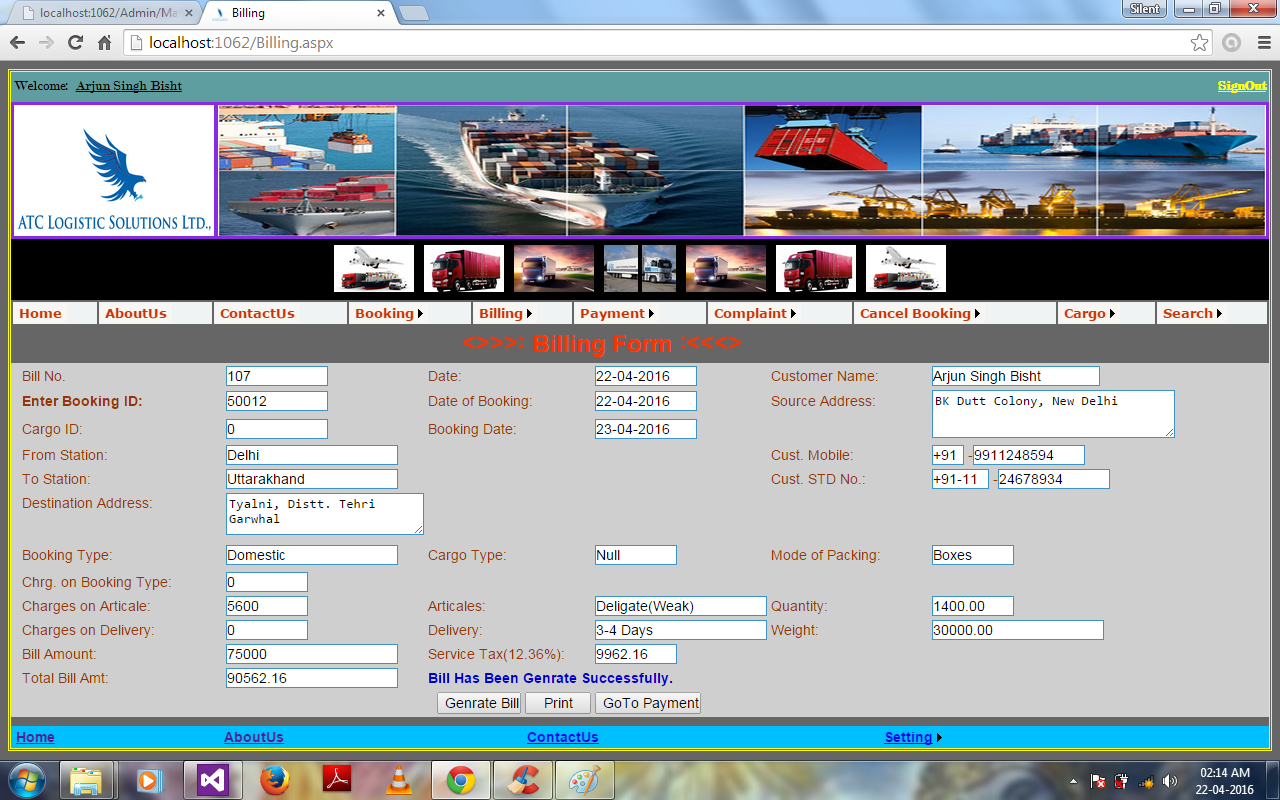 localhost:1062/Admin/Ma
Billing
Silent
localhost:1062/Billing.aspx
Welcome: Arjun Singh Bisht
SignOut
ATC LOGISTIC SOLUTIONS LTD.,
Home AboutUs ContactUs Booking Billing Payment Complaint Cancel Booking Cargo Search
<>>>: Billing Form :<<<>
Bill No. 107 Date: 22-04-2016 Customer Name: Arjun Singh Bisht
Enter Booking ID: 50012 Date of Booking: 22-04-2016 Source Address: BK Dutt Colony, New Delhi
Cargo ID: 0 Booking Date: 23-04-2016
From Station: Delhi Cust. Mobile: +91 -9911248594
To Station: Uttarakhand Cust. STD No.: +91-11 -24678934
Destination Address: Tyalni, Distt. Tehri
Garwhal
Booking Type: Domestic Cargo Type: Null Mode of Packing: Boxes
Chrg. on Booking Type: 0
Charges on Articale: 5600 Articales: Deligate(Weak) Quantity: 1400.00
Charges on Delivery: 0 Delivery: 3-4 Days Weight: 30000.00
Bill Amount: 75000 Service Tax(12.36%): 9962.16
Total Bill Amt: 90562.16 Bill Has Been Genrate Successfully.
Genrate Bill Print GoTo Payment
Home AboutUs ContactUs Setting
02:14 AM
22-04-2016